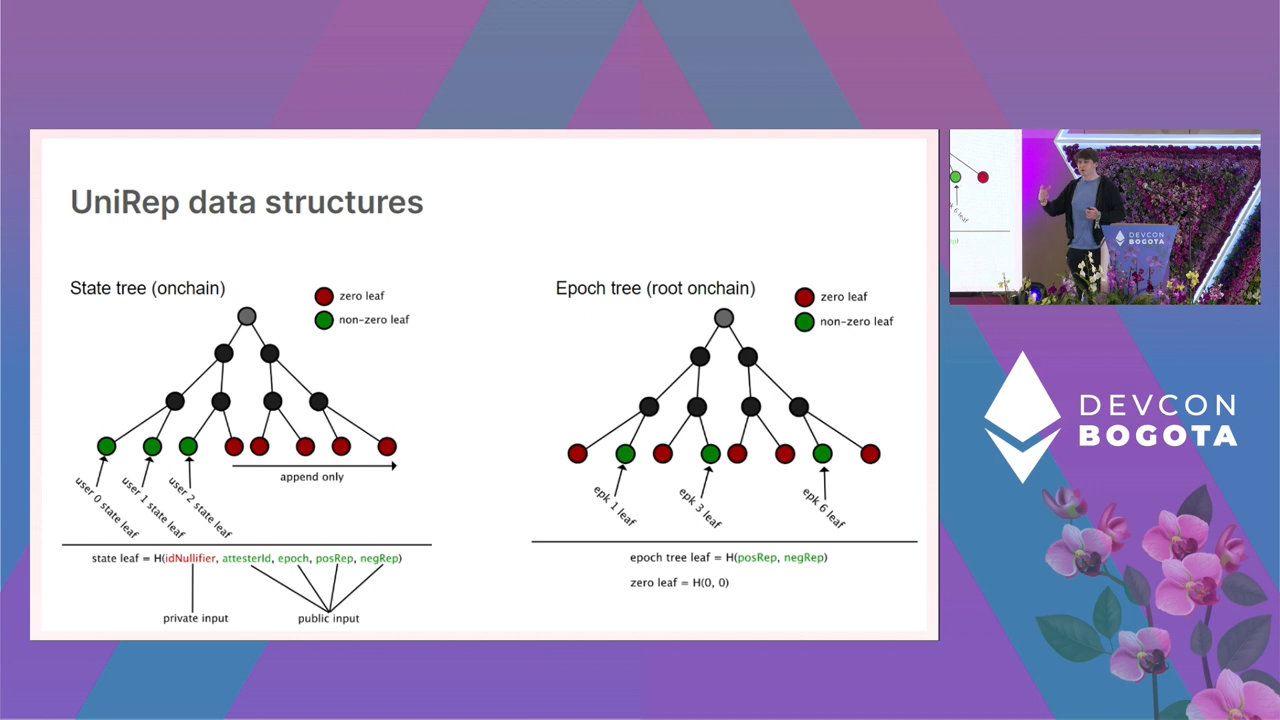 UniRep data structures
State tree (onchain)
zero leaf
non-zero leaf
user 0 state leaf
user 1 state leaf
user 2 state leaf
append only
state leaf = H(idNullifier, attesterId, epoch, posRep, negRep)
private input
public input
Epoch tree (root onchain)
zero leaf
non-zero leaf
epk 1 leaf
epk 3 leaf
epk 6 leaf
epoch tree leaf = H(posRep, negRep)
zero leaf = H(0, 0)
DEVCON
BOGOTA
DEVCON
BOGOTA